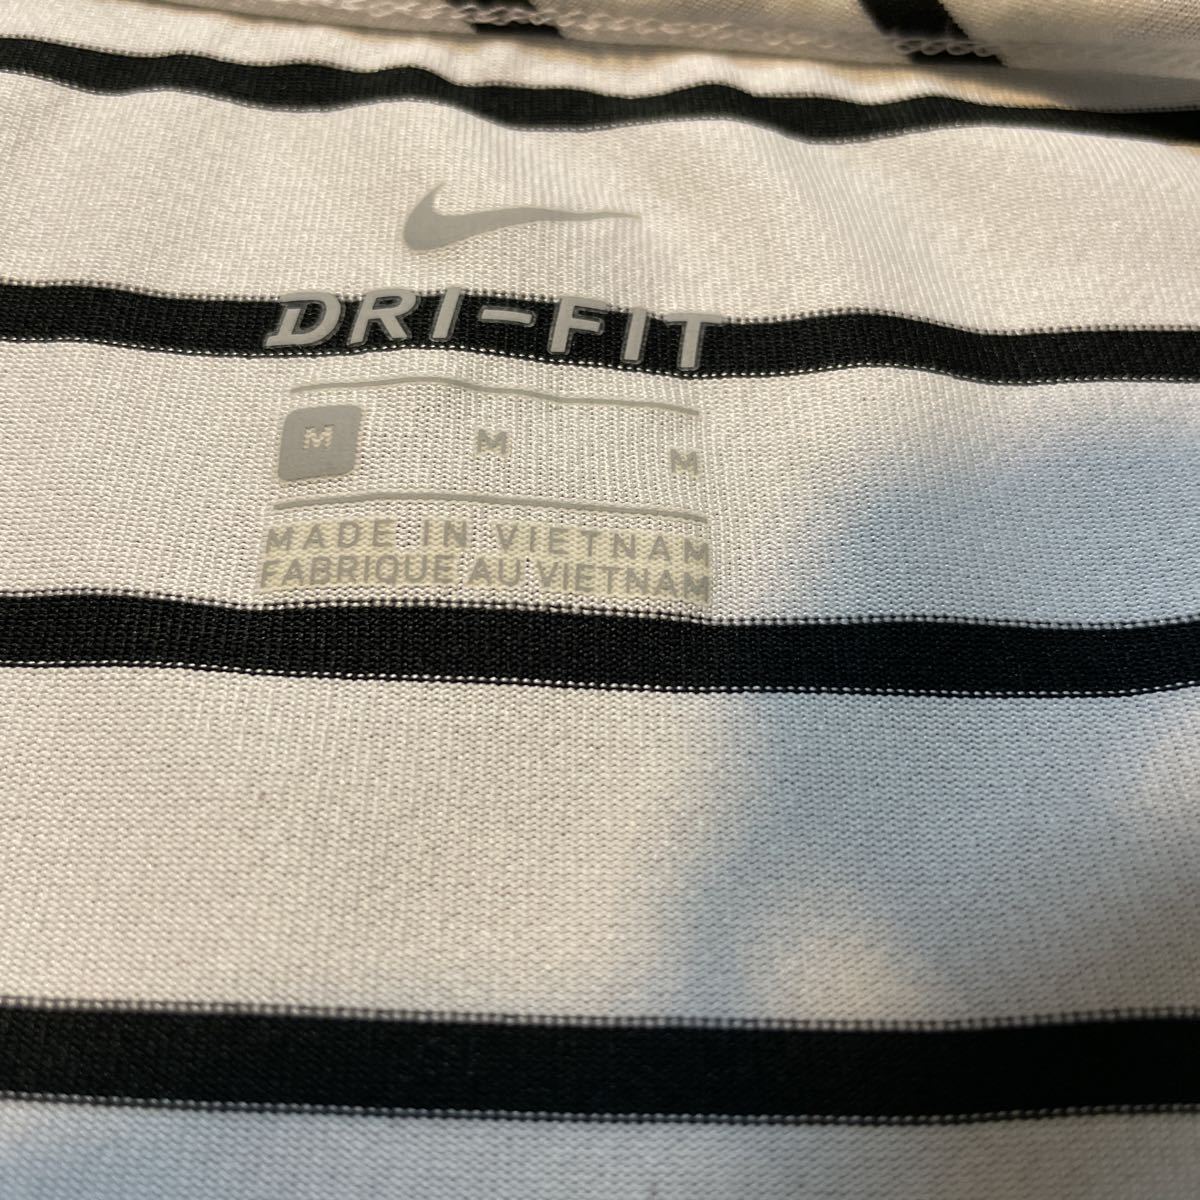 DRI-FIT
M M M
MADE IN VIETNAM
FABRIQUE AU VIETNAM